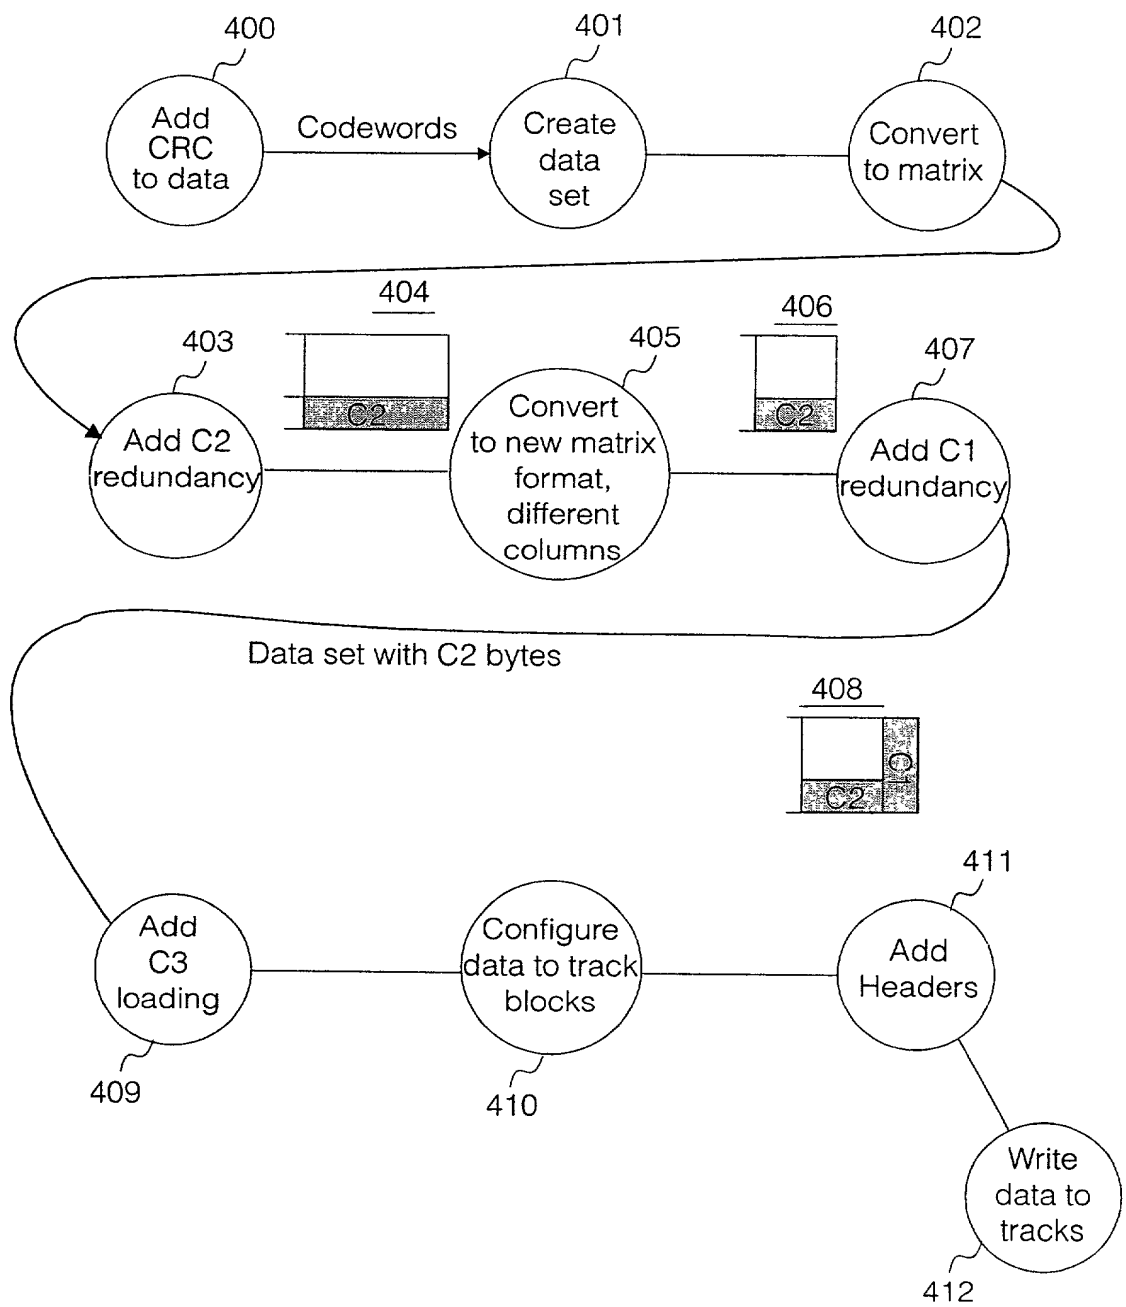 400
401
402
Add
CRC
to data
Codewords
Create
data
set
Convert
to matrix
403
404
405
406
407
Add C2
redundancy
C2
Convert
to new matrix
format,
different
columns
C2
Add C1
redundancy
Data set with C2 bytes
408
C2
C1
409
Add
C3
loading
410
Configure
data to track
blocks
411
Add
Headers
Write
data to
tracks
412